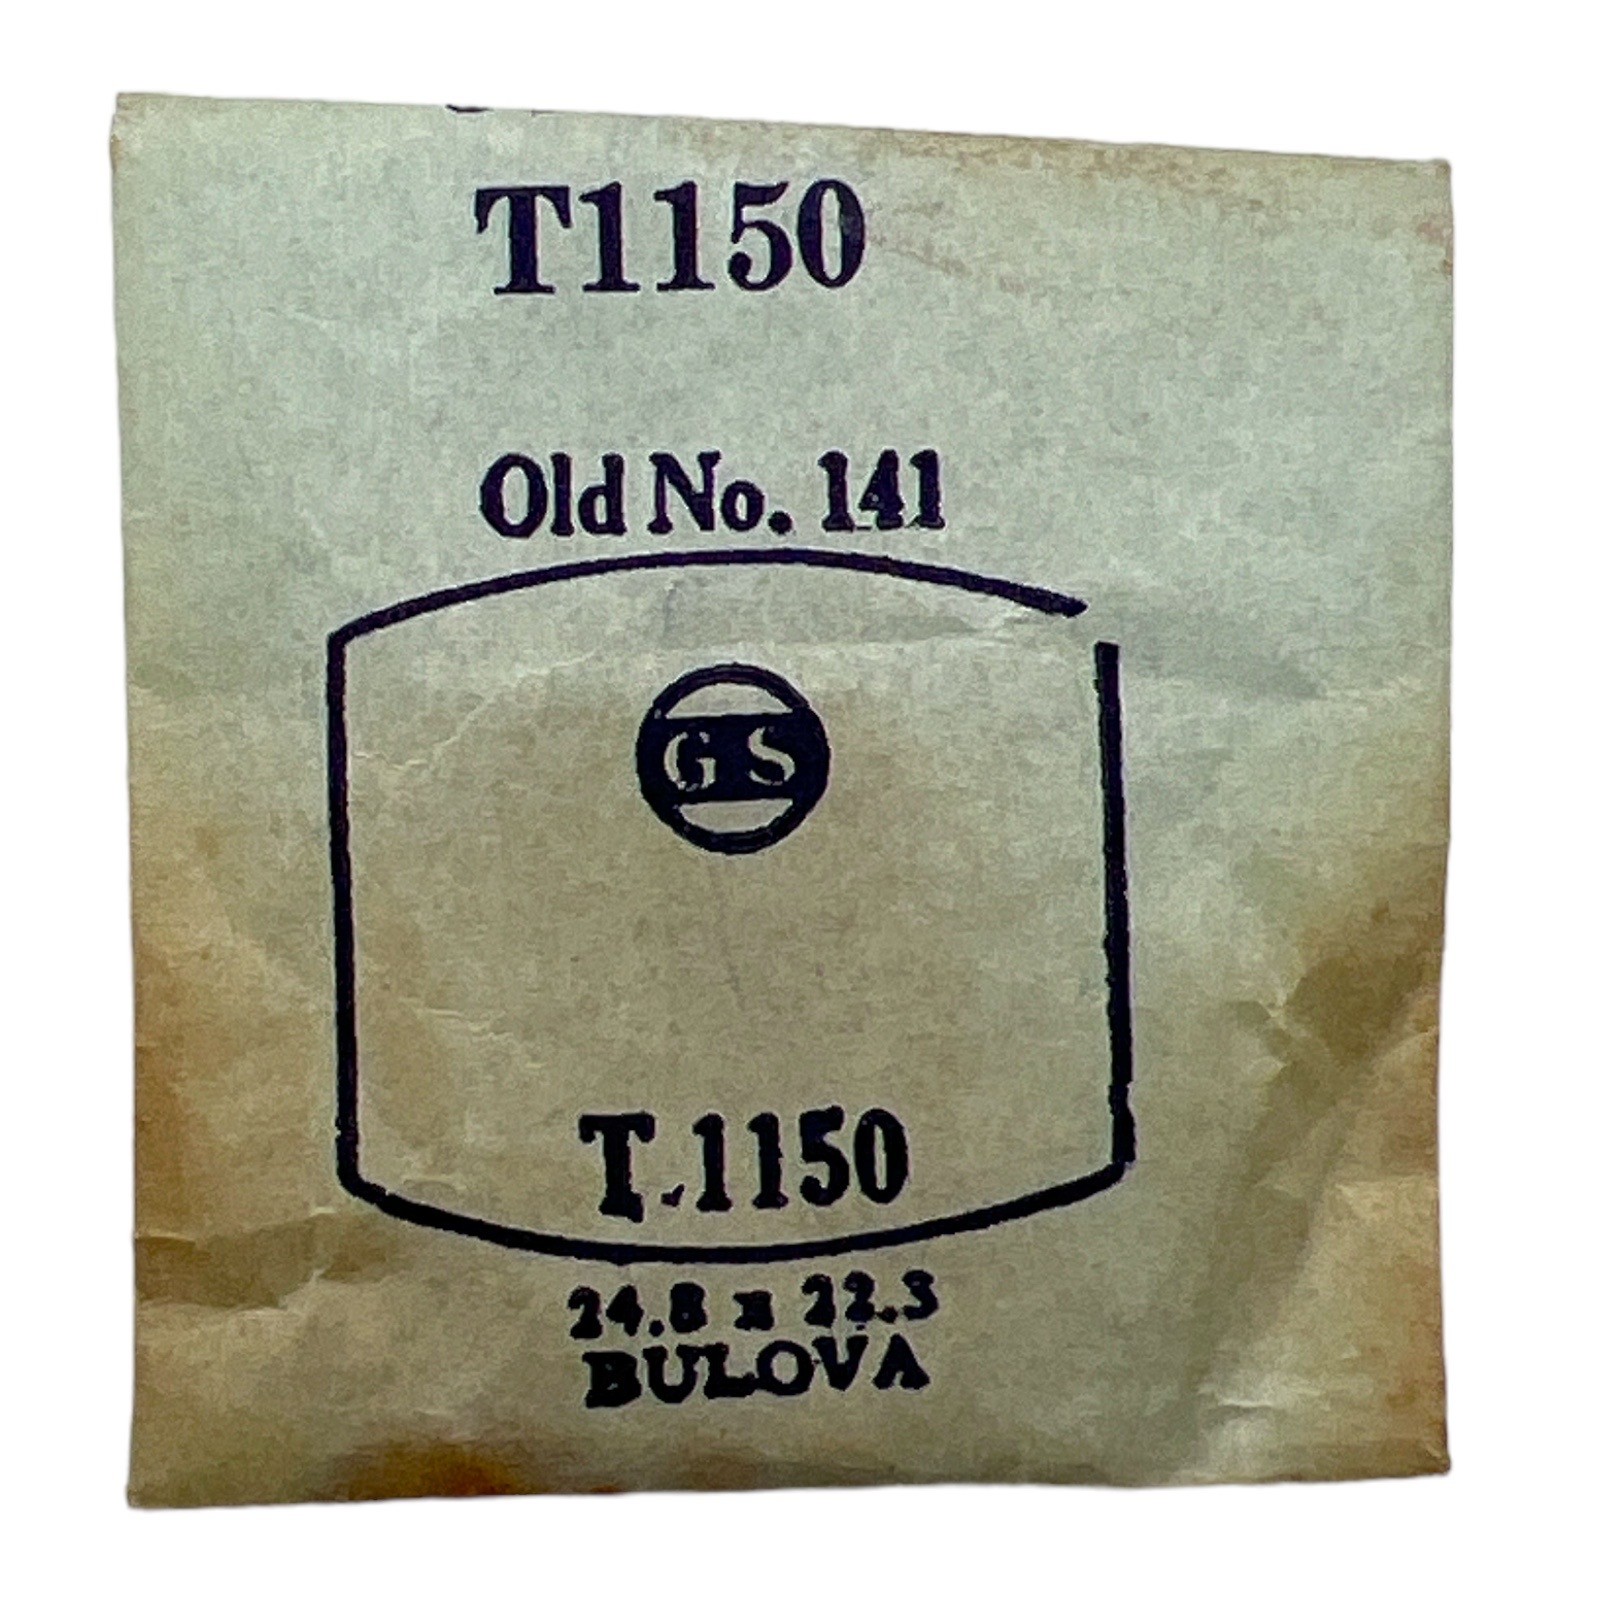 T1150
Old No. 141
GS
T.1150
24.8 x 22.3
BULOVA